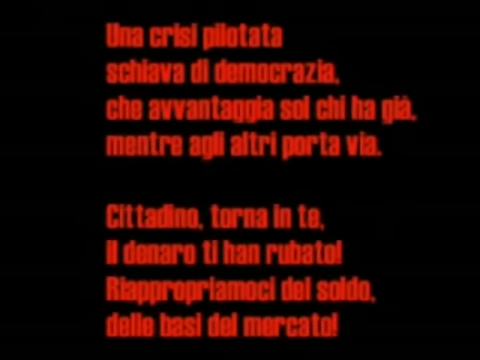 Una crisi pilotata
schiava di democrazia,
che avvantaggia sol chi ha già,
mentre agli altri porta via.
Cittadino, torna in te,
il denaro ti han rubato!
Riappropriamoci del soldo,
delle basi del mercato!